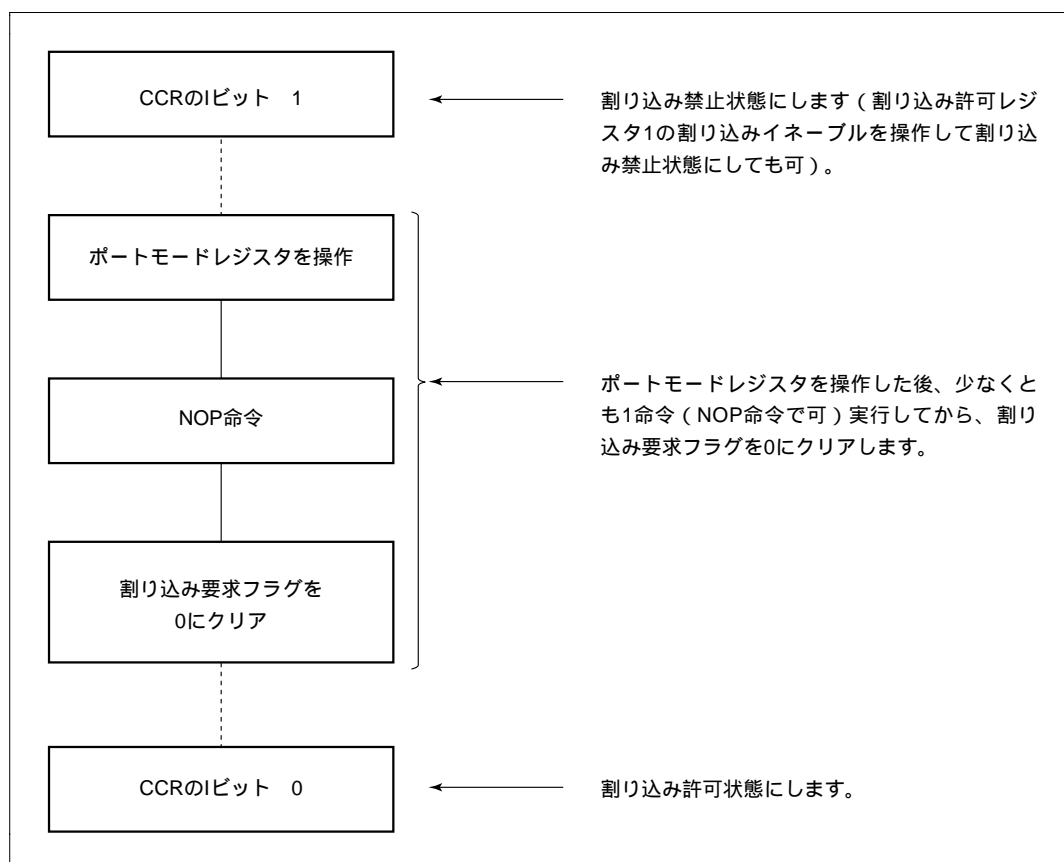 CCRのIビット 1
割り込み禁止状態にします（割り込み許可レジ
スタ1の割り込みイネーブルを操作して割り込
み禁止状態にしても可）。
ポートモードレジスタを操作
NOP命令
ポートモードレジスタを操作した後、少なくと
も1命令（NOP命令で可）実行してから、割り
込み要求フラグを0にクリアします。
割り込み要求フラグを
0にクリア
CCRのIビット 0
割り込み許可状態にします。